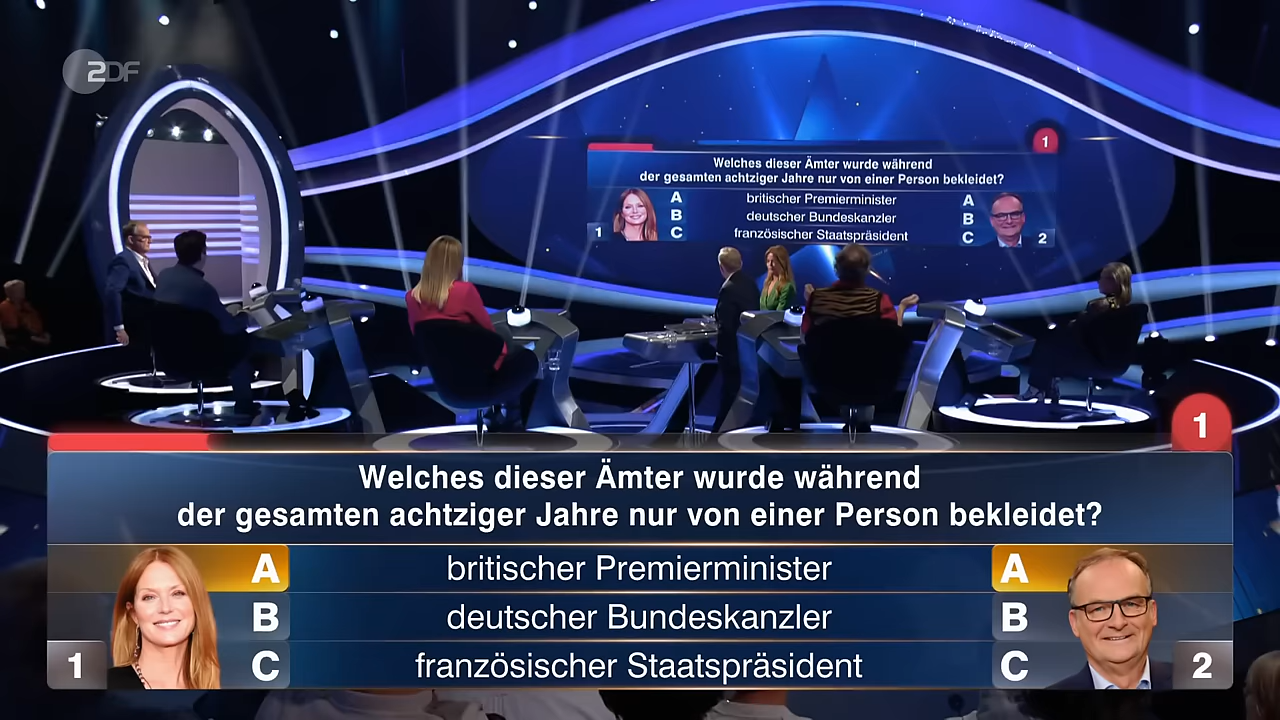 ZDF
1
Welches dieser Ämter wurde während
der gesamten achtziger Jahre nur von einer Person bekleidet?
A britischer Premierminister A
B deutscher Bundeskanzler B
C französischer Staatspräsident C
1 2
1
Welches dieser Ämter wurde während
der gesamten achtziger Jahre nur von einer Person bekleidet?
A britischer Premierminister A
B deutscher Bundeskanzler B
1 C französischer Staatspräsident C 2